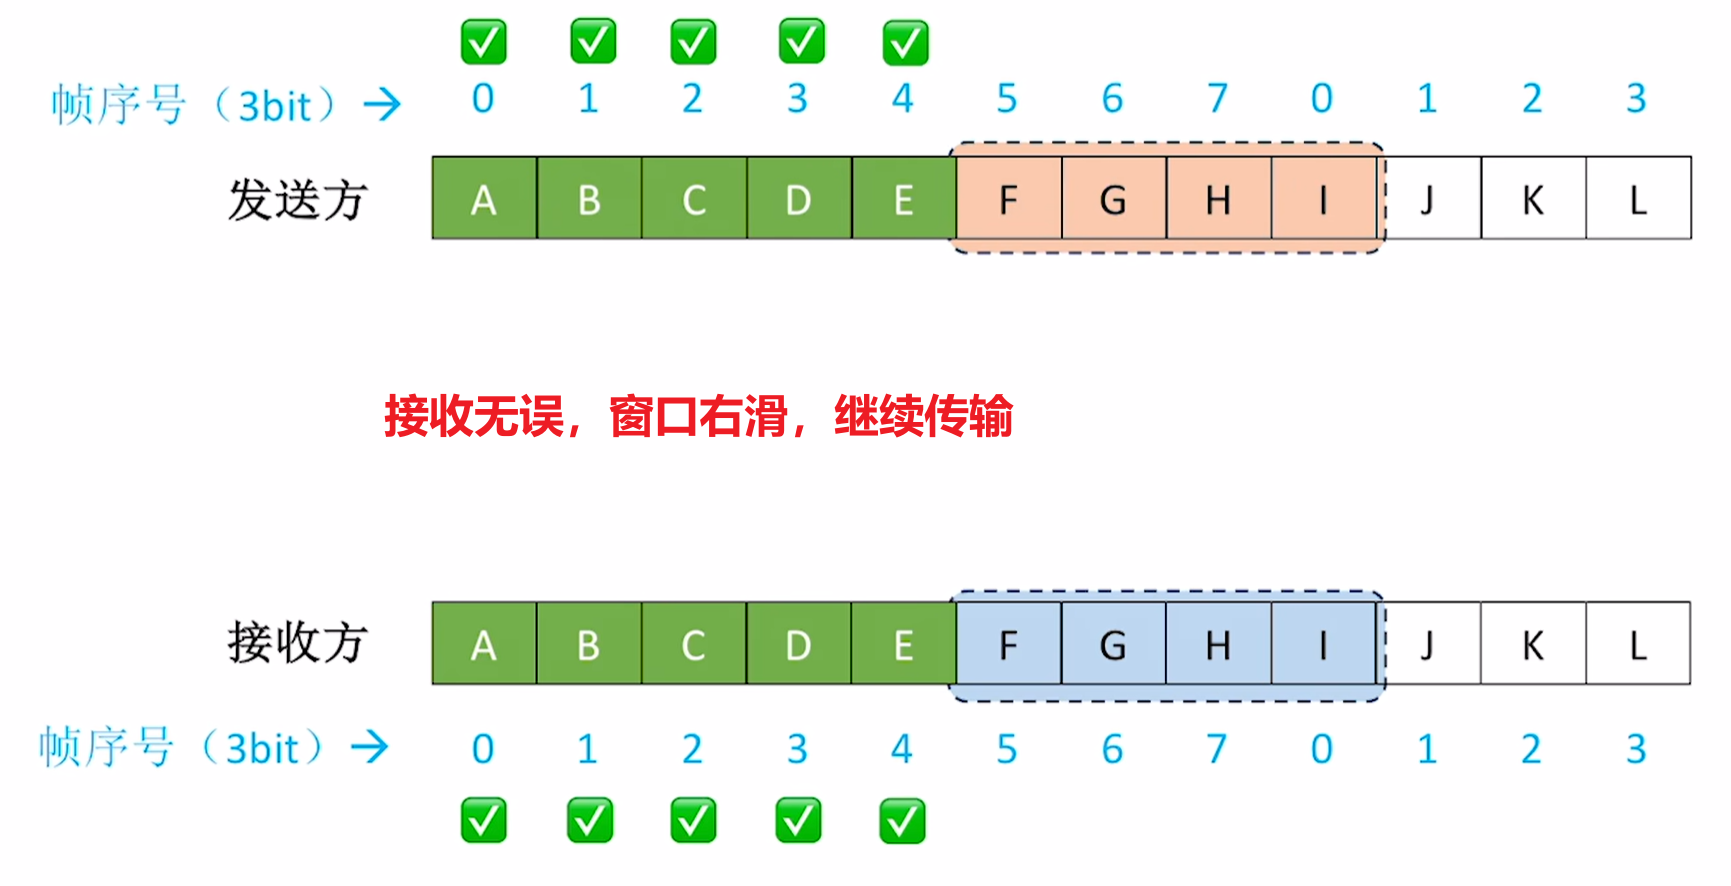 帧序号（3bit）→ 0 1 2 3 4 5 6 7 0 1 2 3
发送方 A B C D E F G H I J K L
接收无误，窗口右滑，继续传输
接收方 A B C D E F G H I J K L
帧序号（3bit）→ 0 1 2 3 4 5 6 7 0 1 2 3